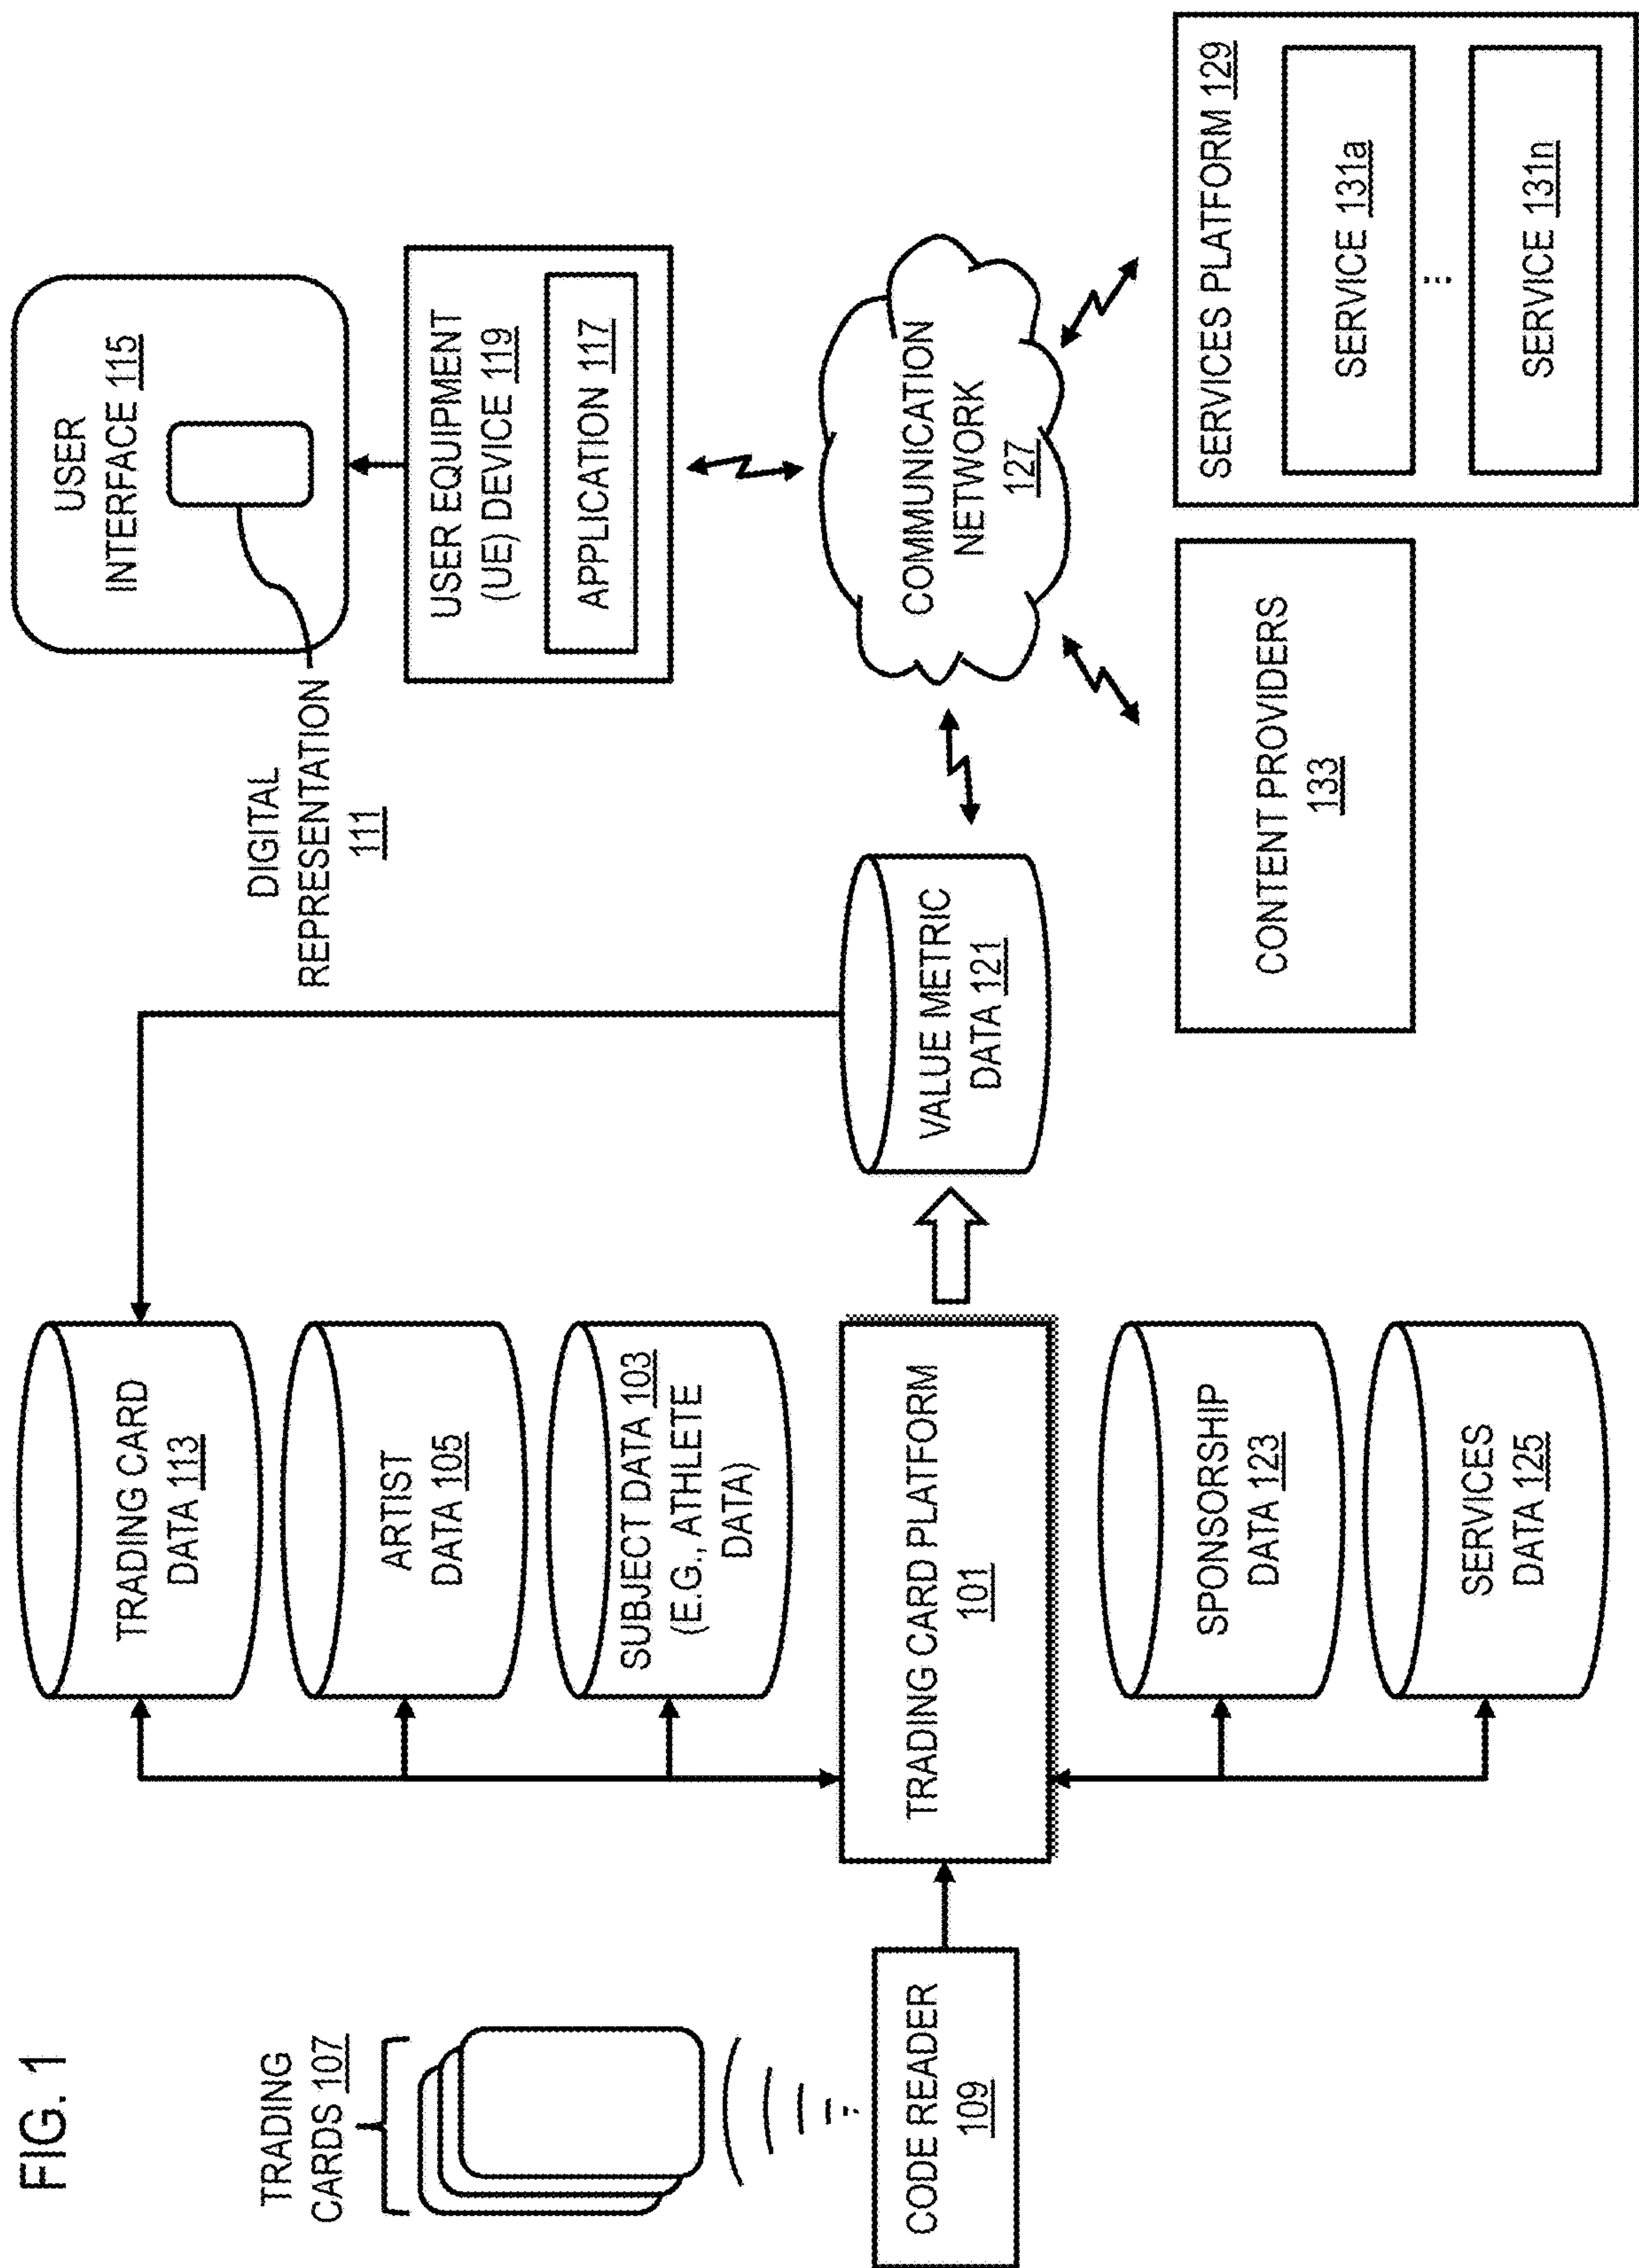 FIG. 1
TRADING
CARDS 107
CODE READER
109
TRADING CARD
DATA 113
ARTIST
DATA 105
SUBJECT DATA 103
(E.G., ATHLETE
DATA)
TRADING CARD PLATFORM
101
SPONSORSHIP
DATA 123
SERVICES
DATA 125
VALUE METRIC
DATA 121
DIGITAL
REPRESENTATION
111
USER
INTERFACE 115
USER EQUIPMENT
(UE) DEVICE 119
APPLICATION 117
COMMUNICATION
NETWORK
127
CONTENT PROVIDERS
133
SERVICES PLATFORM 129
SERVICE 131a
...
SERVICE 131n